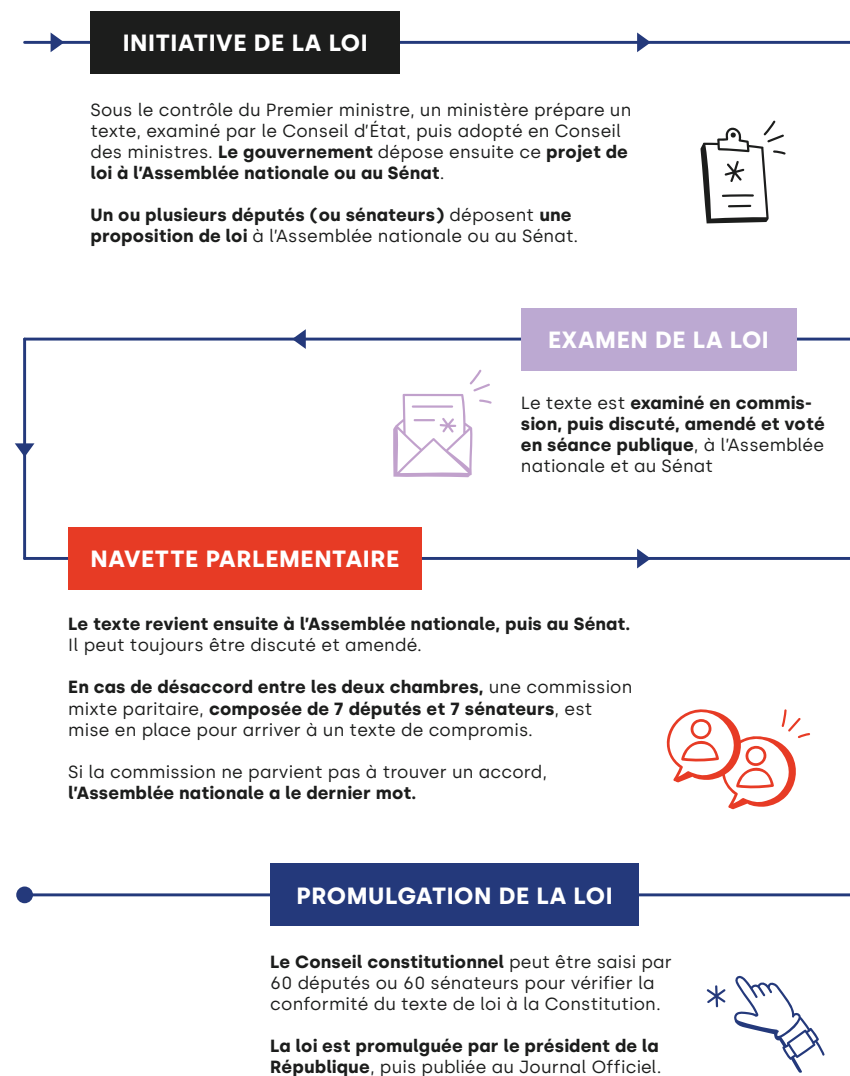 INITIATIVE DE LA LOI
Sous le contrôle du Premier ministre, un ministère prépare un
texte, examiné par le Conseil d'État, puis adopté en Conseil
des ministres. Le gouvernement dépose ensuite ce projet de
loi à l'Assemblée nationale ou au Sénat.
Un ou plusieurs députés (ou sénateurs) déposent une
proposition de loi à l'Assemblée nationale ou au Sénat.
EXAMEN DE LA LOI
Le texte est examiné en commis-
sion, puis discuté, amendé et voté
en séance publique, à l'Assemblée
nationale et au Sénat
NAVETTE PARLEMENTAIRE
Le texte revient ensuite à l'Assemblée nationale, puis au Sénat.
Il peut toujours être discuté et amendé.
En cas de désaccord entre les deux chambres, une commission
mixte paritaire, composée de 7 députés et 7 sénateurs, est
mise en place pour arriver à un texte de compromis.
Si la commission ne parvient pas à trouver un accord,
l'Assemblée nationale a le dernier mot.
PROMULGATION DE LA LOI
Le Conseil constitutionnel peut être saisi par
60 députés ou 60 sénateurs pour vérifier la
conformité du texte de loi à la Constitution.
La loi est promulguée par le président de la
République, puis publiée au Journal Officiel.